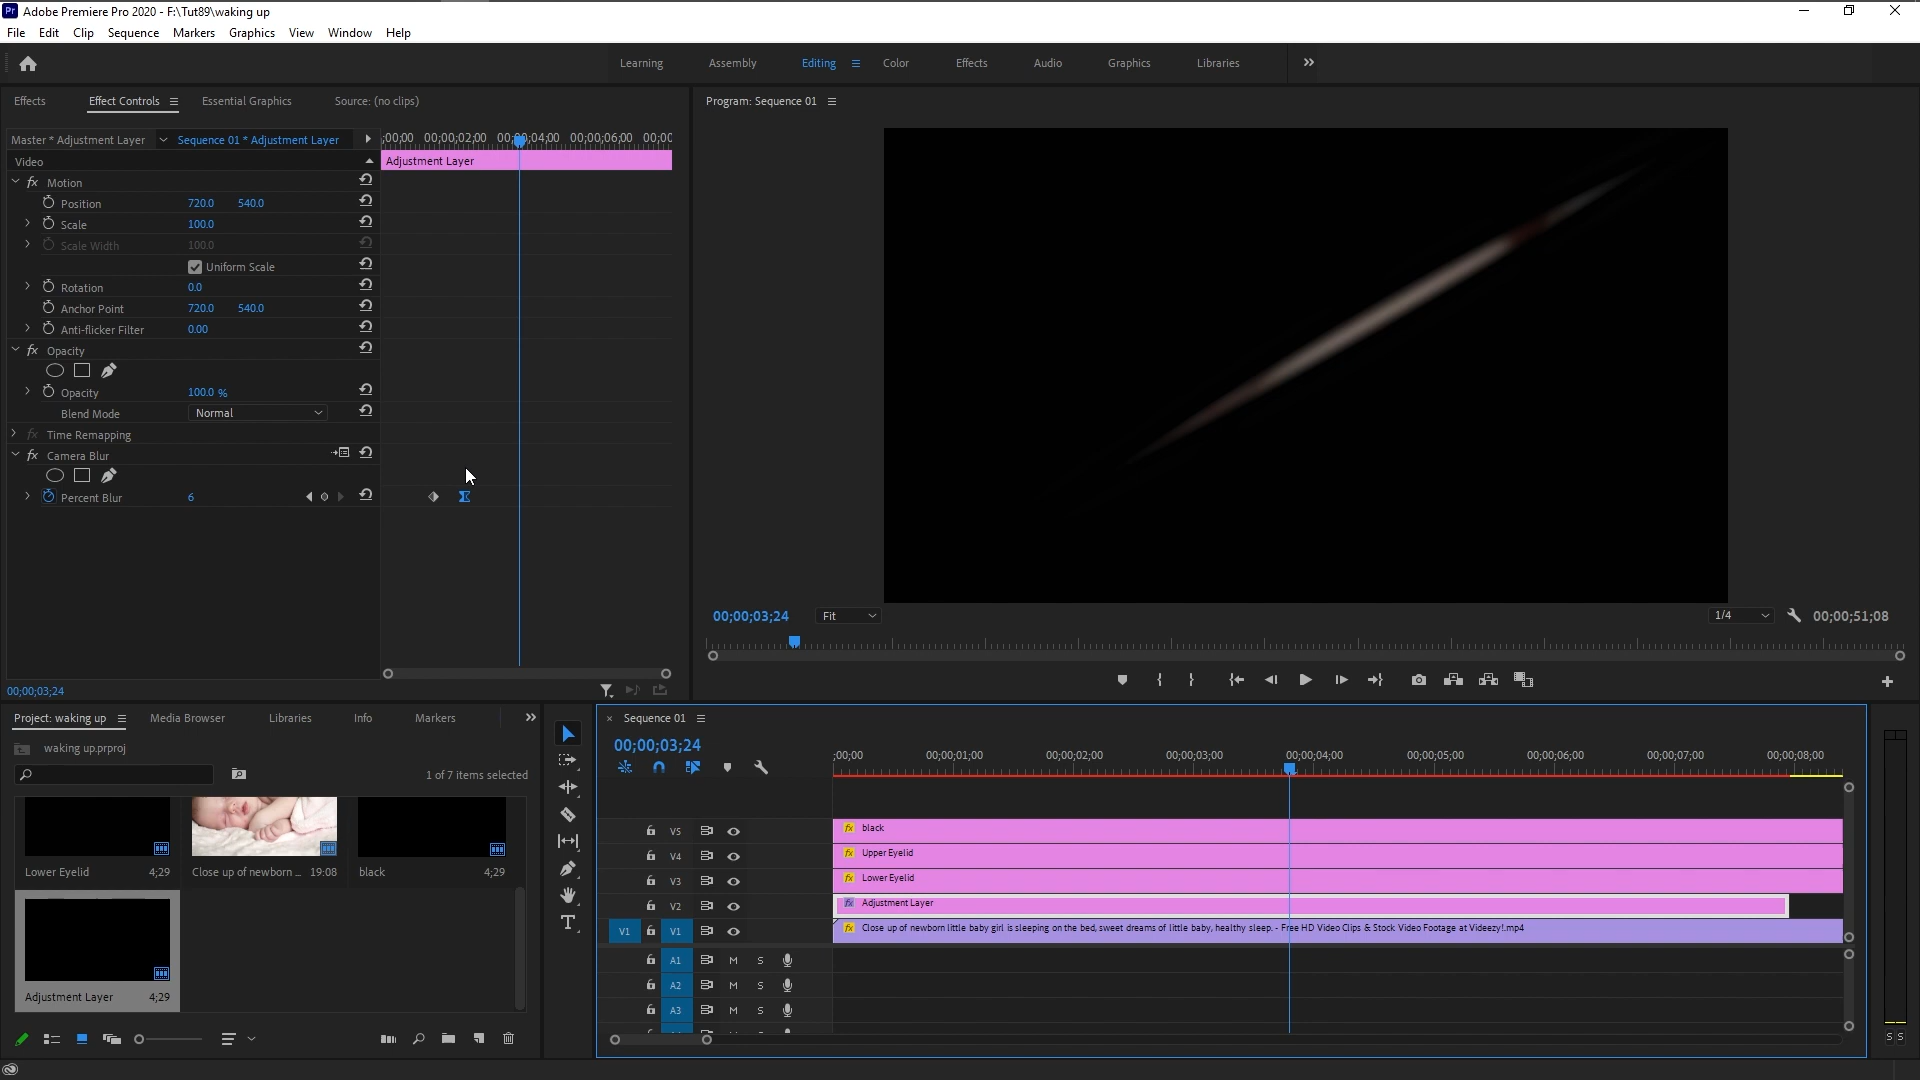 Adobe Premiere Pro 2020 - F:\Tut89\waking up
File Edit Clip Sequence Markers Graphics View Window Help
Learning Assembly Editing Color Effects Audio Graphics Libraries
Effects Effect Controls Essential Graphics Source: (no clips)
Program: Sequence 01
Master * Adjustment Layer Sequence 01 * Adjustment Layer
;00;00 00;00;02;00 00;00;04;00 00;00;06;00 00;00
Video
Adjustment Layer
fx Motion
Position 720.0 540.0
Scale 100.0
Scale Width 100.0
Uniform Scale
Rotation 0.0
Anchor Point 720.0 540.0
Anti-flicker Filter 0.00
fx Opacity
Opacity 100.0 %
Blend Mode Normal
fx Time Remapping
fx Camera Blur
Percent Blur 6
00;00;03;24 Fit 1/4 00;00;51;08
00;00;03;24
Project: waking up Media Browser Libraries Info Markers
waking up.prproj
1 of 7 items selected
Lower Eyelid 4;29
Close up of newborn ... 19:08
black 4;29
Adjustment Layer 4;29
Sequence 01
00;00;03;24
;00;00 00;00;01;00 00;00;02;00 00;00;03;00 00;00;04;00 00;00;05;00 00;00;06;00 00;00;07;00 00;00;08;00
V5 fx black
V4 fx Upper Eyelid
V3 fx Lower Eyelid
V2 fx Adjustment Layer
V1 V1 fx Close up of newborn little baby girl is sleeping on the bed, sweet dreams of little baby, healthy sleep. - Free HD Video Clips & Stock Video Footage at Videezy!.mp4
A1 M S
A2 M S
A3 M S
S S